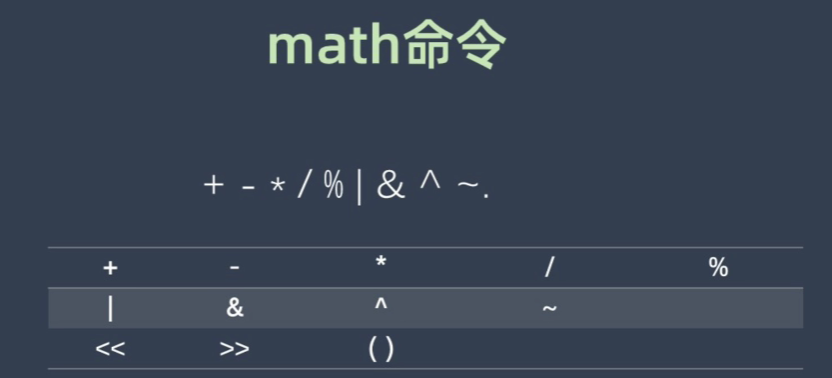 math命令
+ - * / % | & ^ ~.
+ - * / %
| & ^ ~
<< >> ( )